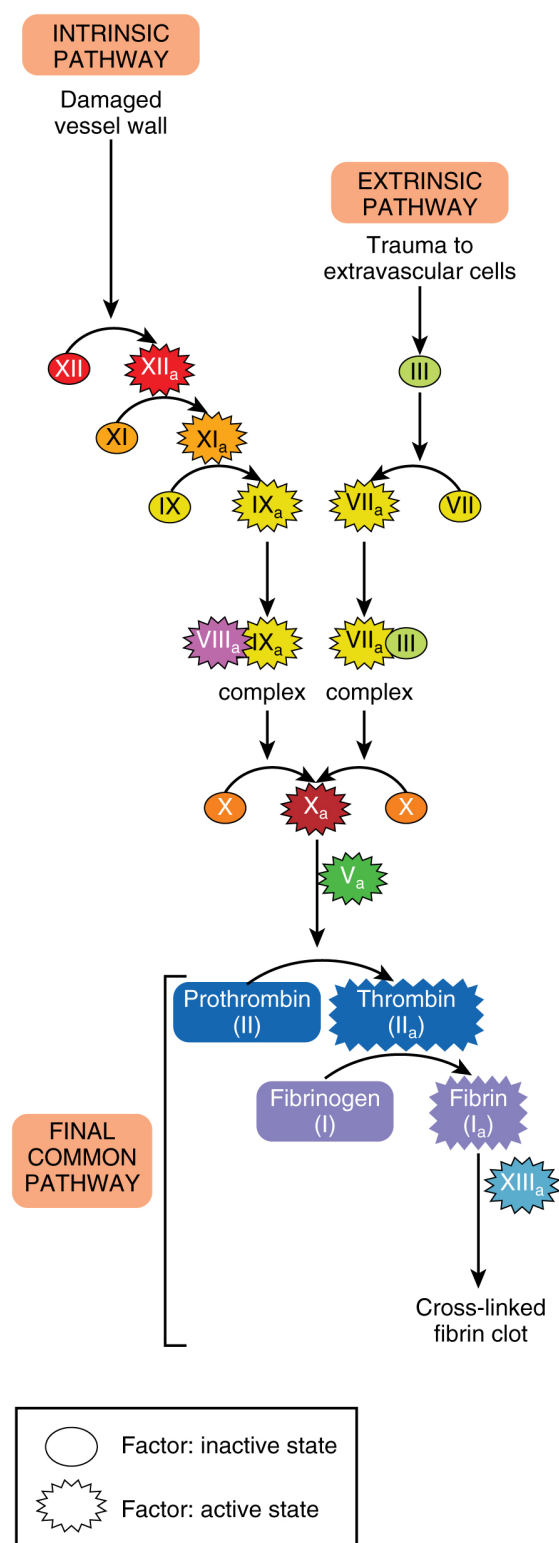 INTRINSIC
PATHWAY
Damaged
vessel wall
EXTRINSIC
PATHWAY
Trauma to
extravascular cells
XII
XIIa
III
XI
XIa
IX
IXa
VIIa
VII
VIIIa
IXa
VIIa
III
complex
complex
X
Xa
X
Va
Prothrombin
(II)
Thrombin
(IIa)
Fibrinogen
(I)
Fibrin
(Ia)
FINAL
COMMON
PATHWAY
XIIIa
Cross-linked
fibrin clot
Factor: inactive state
Factor: active state